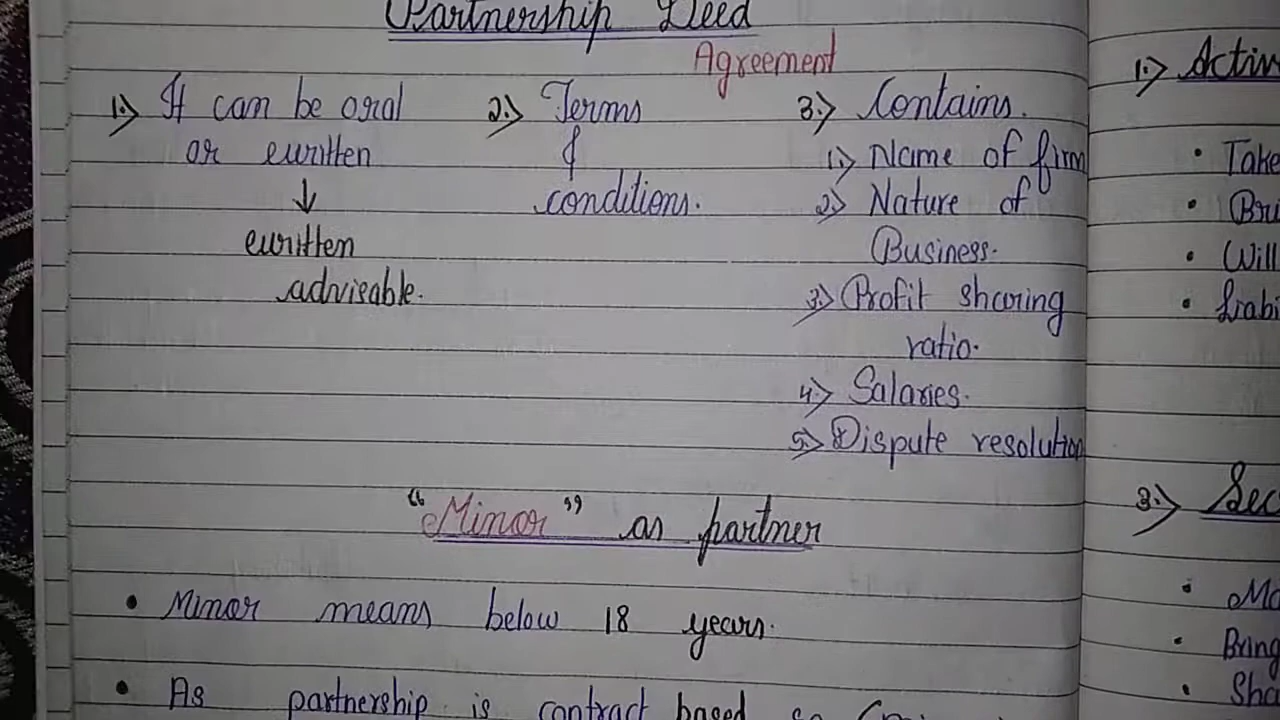 Partnership Deed
Agreement
1.> It can be oral
or written
↓
written
adviseable.
2.> Terms
&
conditions.
3.> Contains.
1.> Name of firm
2.> Nature of
Business.
3.> Profit sharing
ratio.
4.> Salaries.
5.> Dispute resolution
"Minor" as partner
• Minor means below 18 years.
• As partnership is contract based so
1.> Activ
• Take
• Bri
• Will
• Liabi
3.> Sec
• Bring
• Sha